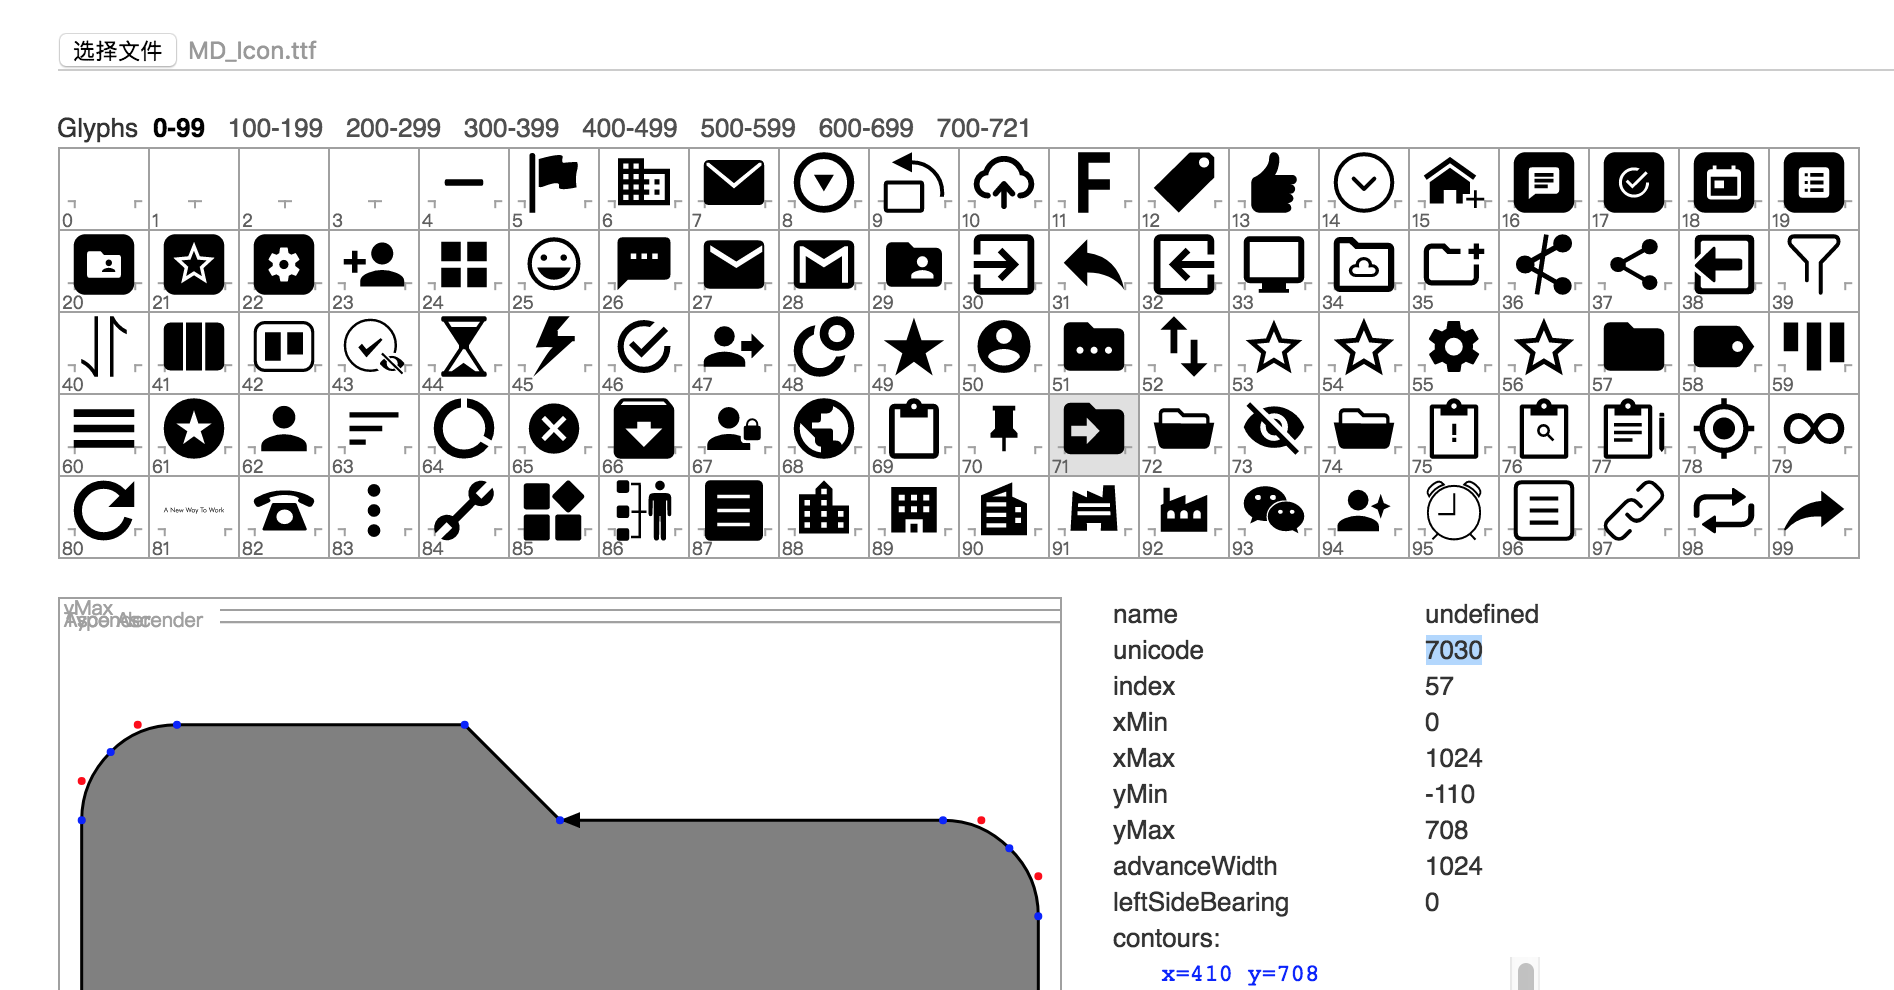 选择文件 MD_Icon.ttf
Glyphs 0-99 100-199 200-299 300-399 400-499 500-599 600-699 700-721
0 1 2 3 4 5 6 7 8 9 10 11 12 13 14 15 16 17 18 19
20 21 22 23 24 25 26 27 28 29 30 31 32 33 34 35 36 37 38 39
40 41 42 43 44 45 46 47 48 49 50 51 52 53 54 55 56 57 58 59
60 61 62 63 64 65 66 67 68 69 70 71 72 73 74 75 76 77 78 79
A New Way To Work
80 81 82 83 84 85 86 87 88 89 90 91 92 93 94 95 96 97 98 99
yMax
name undefined
unicode 7030
index 57
xMin 0
xMax 1024
yMin -110
yMax 708
advanceWidth 1024
leftSideBearing 0
contours:
x=410 y=708